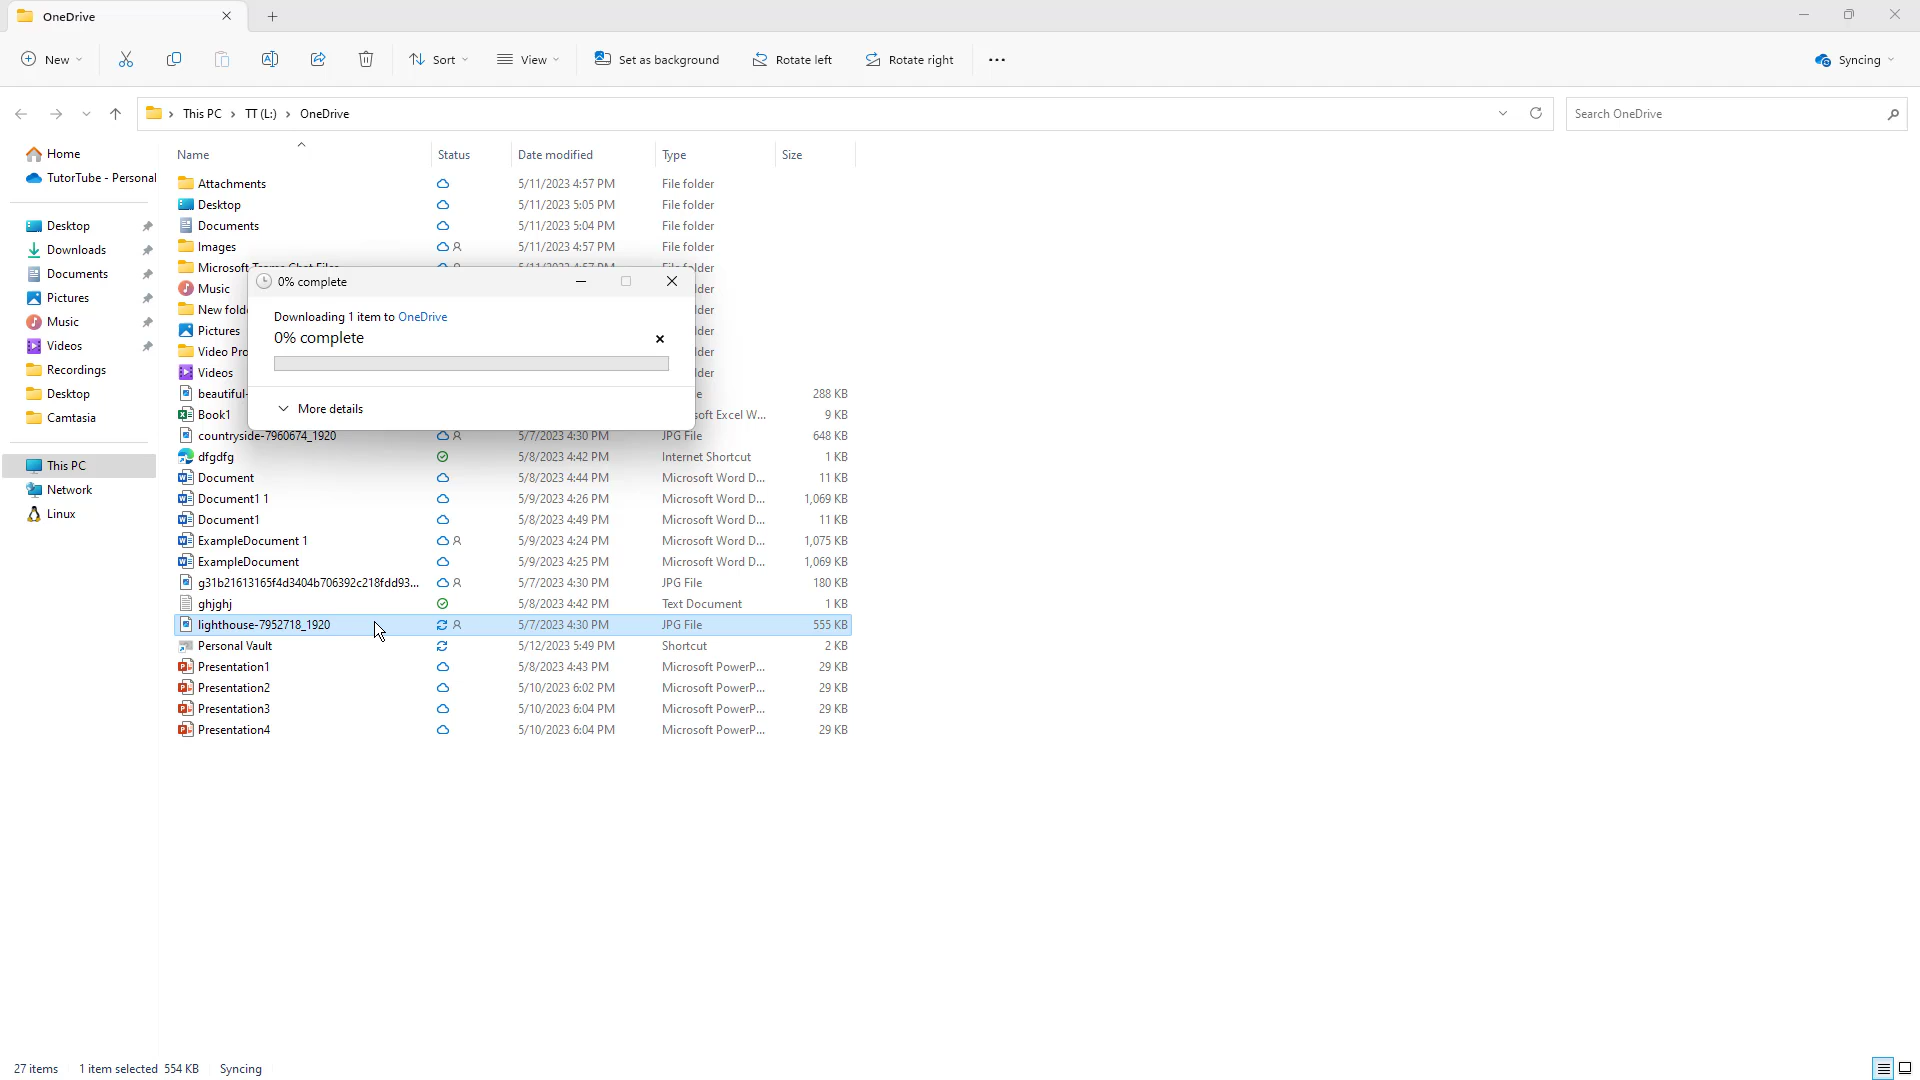 OneDrive
New
Sort
View
Set as background
Rotate left
Rotate right
Syncing
This PC
TT (L:)
OneDrive
Search OneDrive
Home
TutorTube - Personal
Desktop
Downloads
Documents
Pictures
Music
Videos
Recordings
Desktop
Camtasia
This PC
Network
Linux
Name Status Date modified Type Size
Attachments 5/11/2023 4:57 PM File folder
Desktop 5/11/2023 5:05 PM File folder
Documents 5/11/2023 5:04 PM File folder
Images 5/11/2023 4:57 PM File folder
Microsoft
Music
New
Pictures
Video
Videos
0% complete
Downloading 1 item to OneDrive
0% complete
More details
288 KB
Book1 9 KB
countryside-7960674_1920 5/7/2023 4:30 PM JPG File 648 KB
dfgdfg 5/8/2023 4:42 PM Internet Shortcut 1 KB
Document 5/8/2023 4:44 PM Microsoft Word D... 11 KB
Document1 1 5/9/2023 4:26 PM Microsoft Word D... 1,069 KB
Document1 5/8/2023 4:49 PM Microsoft Word D... 11 KB
ExampleDocument 1 5/9/2023 4:24 PM Microsoft Word D... 1,075 KB
ExampleDocument 5/9/2023 4:25 PM Microsoft Word D... 1,069 KB
g31b21613165f4d3404b706392c218fdd93... 5/7/2023 4:30 PM JPG File 180 KB
ghjghj 5/8/2023 4:42 PM Text Document 1 KB
lighthouse-7952718_1920 5/7/2023 4:30 PM JPG File 555 KB
Personal Vault 5/12/2023 5:49 PM Shortcut 2 KB
Presentation1 5/8/2023 4:43 PM Microsoft PowerP... 29 KB
Presentation2 5/10/2023 6:02 PM Microsoft PowerP... 29 KB
Presentation3 5/10/2023 6:04 PM Microsoft PowerP... 29 KB
Presentation4 5/10/2023 6:04 PM Microsoft PowerP... 29 KB
27 items 1 item selected 554 KB Syncing